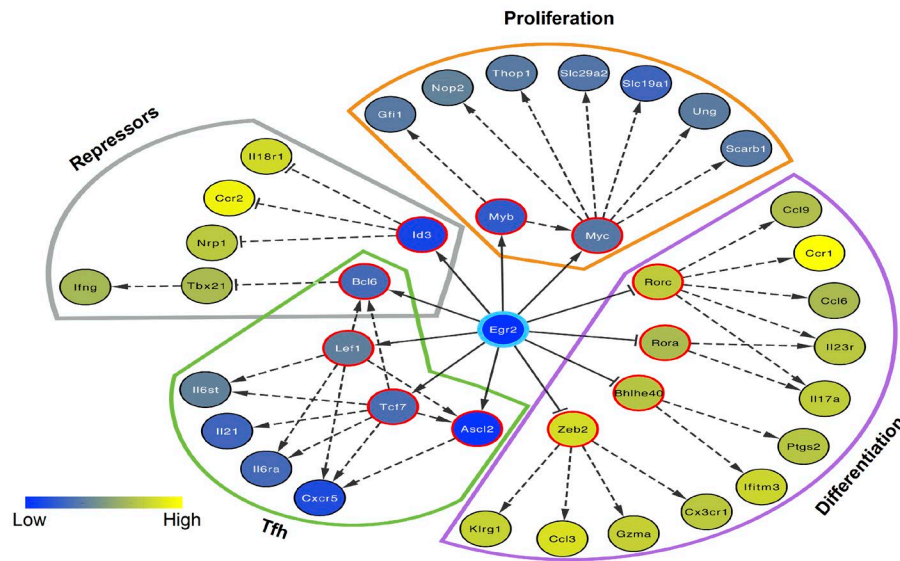 Proliferation
Thop1
Slc29a2
Slc19a1
Nop2
Gfi1
Ung
Scarb1
Repressors
Il18r1
Ccr2
Myb
Myc
Id3
Nrp1
Ccl9
Ccr1
Rorc
Ifng
Tbx21
Bcl6
Ccl6
Egr2
Lef1
Rora
Il23r
Il6st
Tcf7
Bhlhe40
Il17a
Il21
Ascl2
Zeb2
Ptgs2
Il6ra
Ifitm3
Cxcr5
Cx3cr1
Differentiation
Low
High
Tfh
Klrg1
Ccl3
Gzma